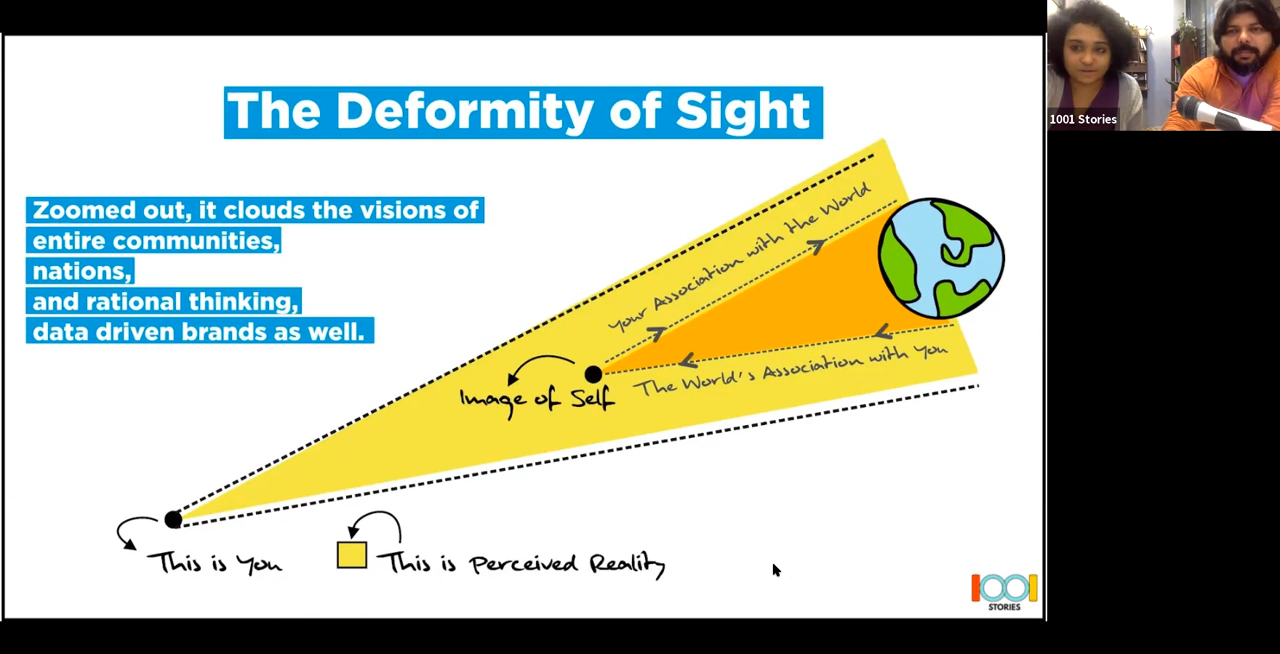 The Deformity of Sight
Zoomed out, it clouds the visions of
entire communities,
nations,
and rational thinking,
data driven brands as well.
Your Association with the World
Image of Self
The World's Association with You
This is You
This is Perceived Reality
1001
STORIES
1001 Stories